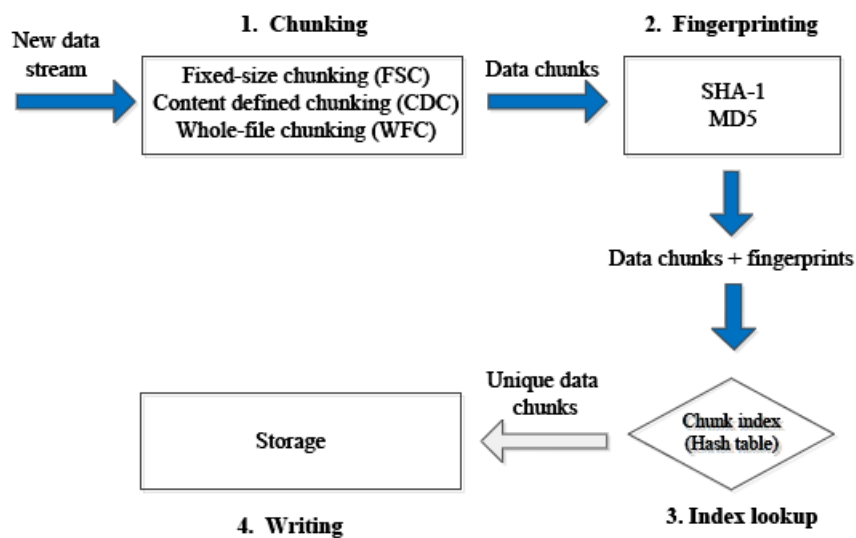 1. Chunking
New data
stream
Fixed-size chunking (FSC)
Content defined chunking (CDC)
Whole-file chunking (WFC)
Data chunks
2. Fingerprinting
SHA-1
MD5
Data chunks + fingerprints
Chunk index
(Hash table)
3. Index lookup
Unique data
chunks
Storage
4. Writing